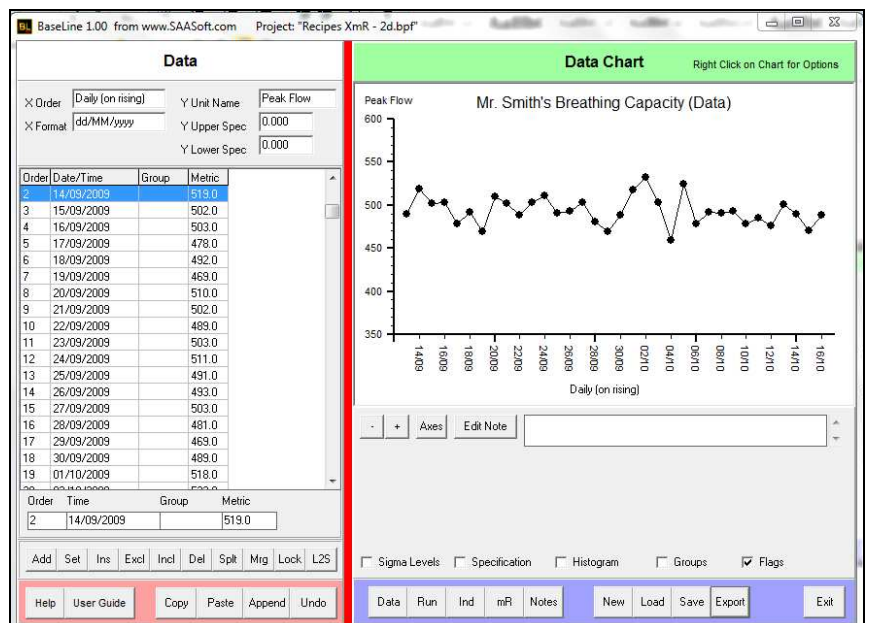 BL BaseLine 1.00 from www.SAASoft.com Project: "Recipes XmR - 2d.bpf"
Data
X Order Daily (on rising) Y Unit Name Peak Flow
X Format dd/MM/yyyy Y Upper Spec 0.000
Y Lower Spec 0.000
Order Date/Time Group Metric
2 14/09/2009 519.0
3 15/09/2009 502.0
4 16/09/2009 503.0
5 17/09/2009 478.0
6 18/09/2009 492.0
7 19/09/2009 469.0
8 20/09/2009 510.0
9 21/09/2009 502.0
10 22/09/2009 489.0
11 23/09/2009 503.0
12 24/09/2009 511.0
13 25/09/2009 491.0
14 26/09/2009 493.0
15 27/09/2009 503.0
16 28/09/2009 481.0
17 29/09/2009 469.0
18 30/09/2009 489.0
19 01/10/2009 518.0
Order Time Group Metric
2 14/09/2009 519.0
Add Set Ins Excl Incl Del Splt Mrg Lock L2S
Help User Guide Copy Paste Append Undo
Data Chart Right Click on Chart for Options
Peak Flow Mr. Smith's Breathing Capacity (Data)
600
550
500
450
400
350
14/09 16/09 18/09 20/09 22/09 24/09 26/09 28/09 30/09 02/10 04/10 06/10 08/10 10/10 12/10 14/10 16/10
Daily (on rising)
- + Axes Edit Note
Sigma Levels Specification Histogram Groups Flags
Data Run Ind mR Notes New Load Save Export Exit